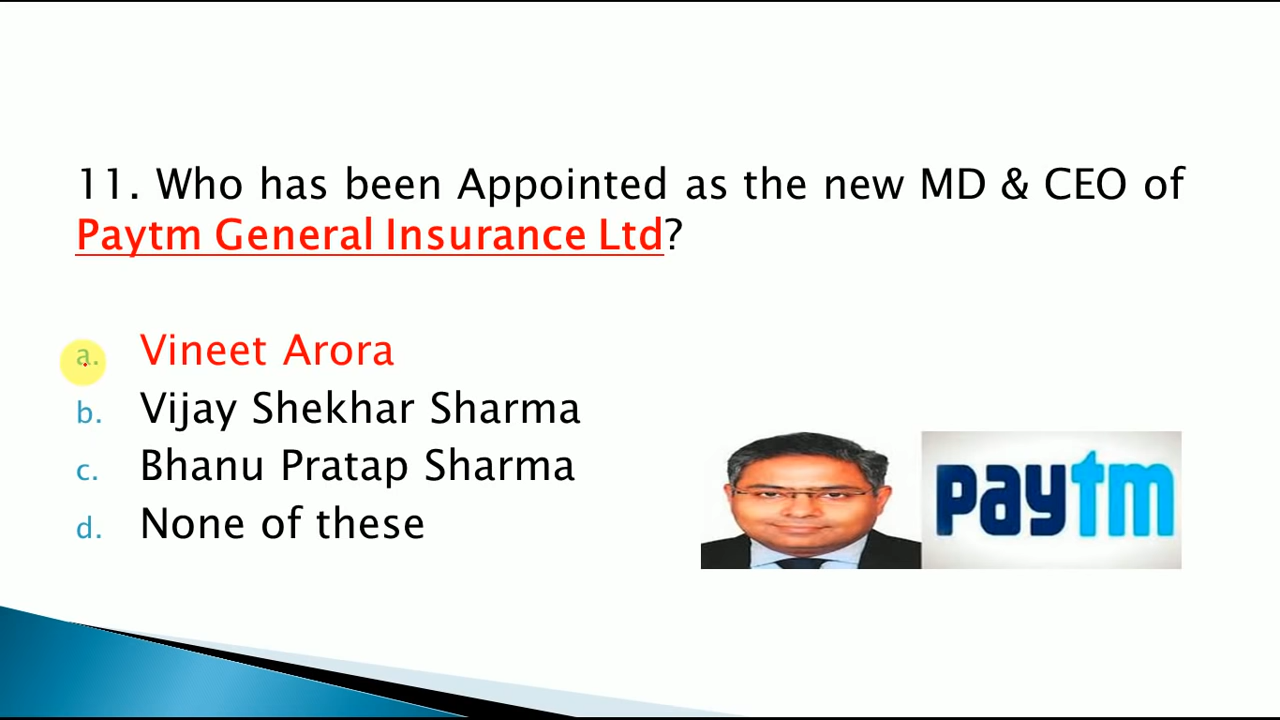 11. Who has been Appointed as the new MD & CEO of
Paytm General Insurance Ltd?
a. Vineet Arora
b. Vijay Shekhar Sharma
c. Bhanu Pratap Sharma
d. None of these
paytm